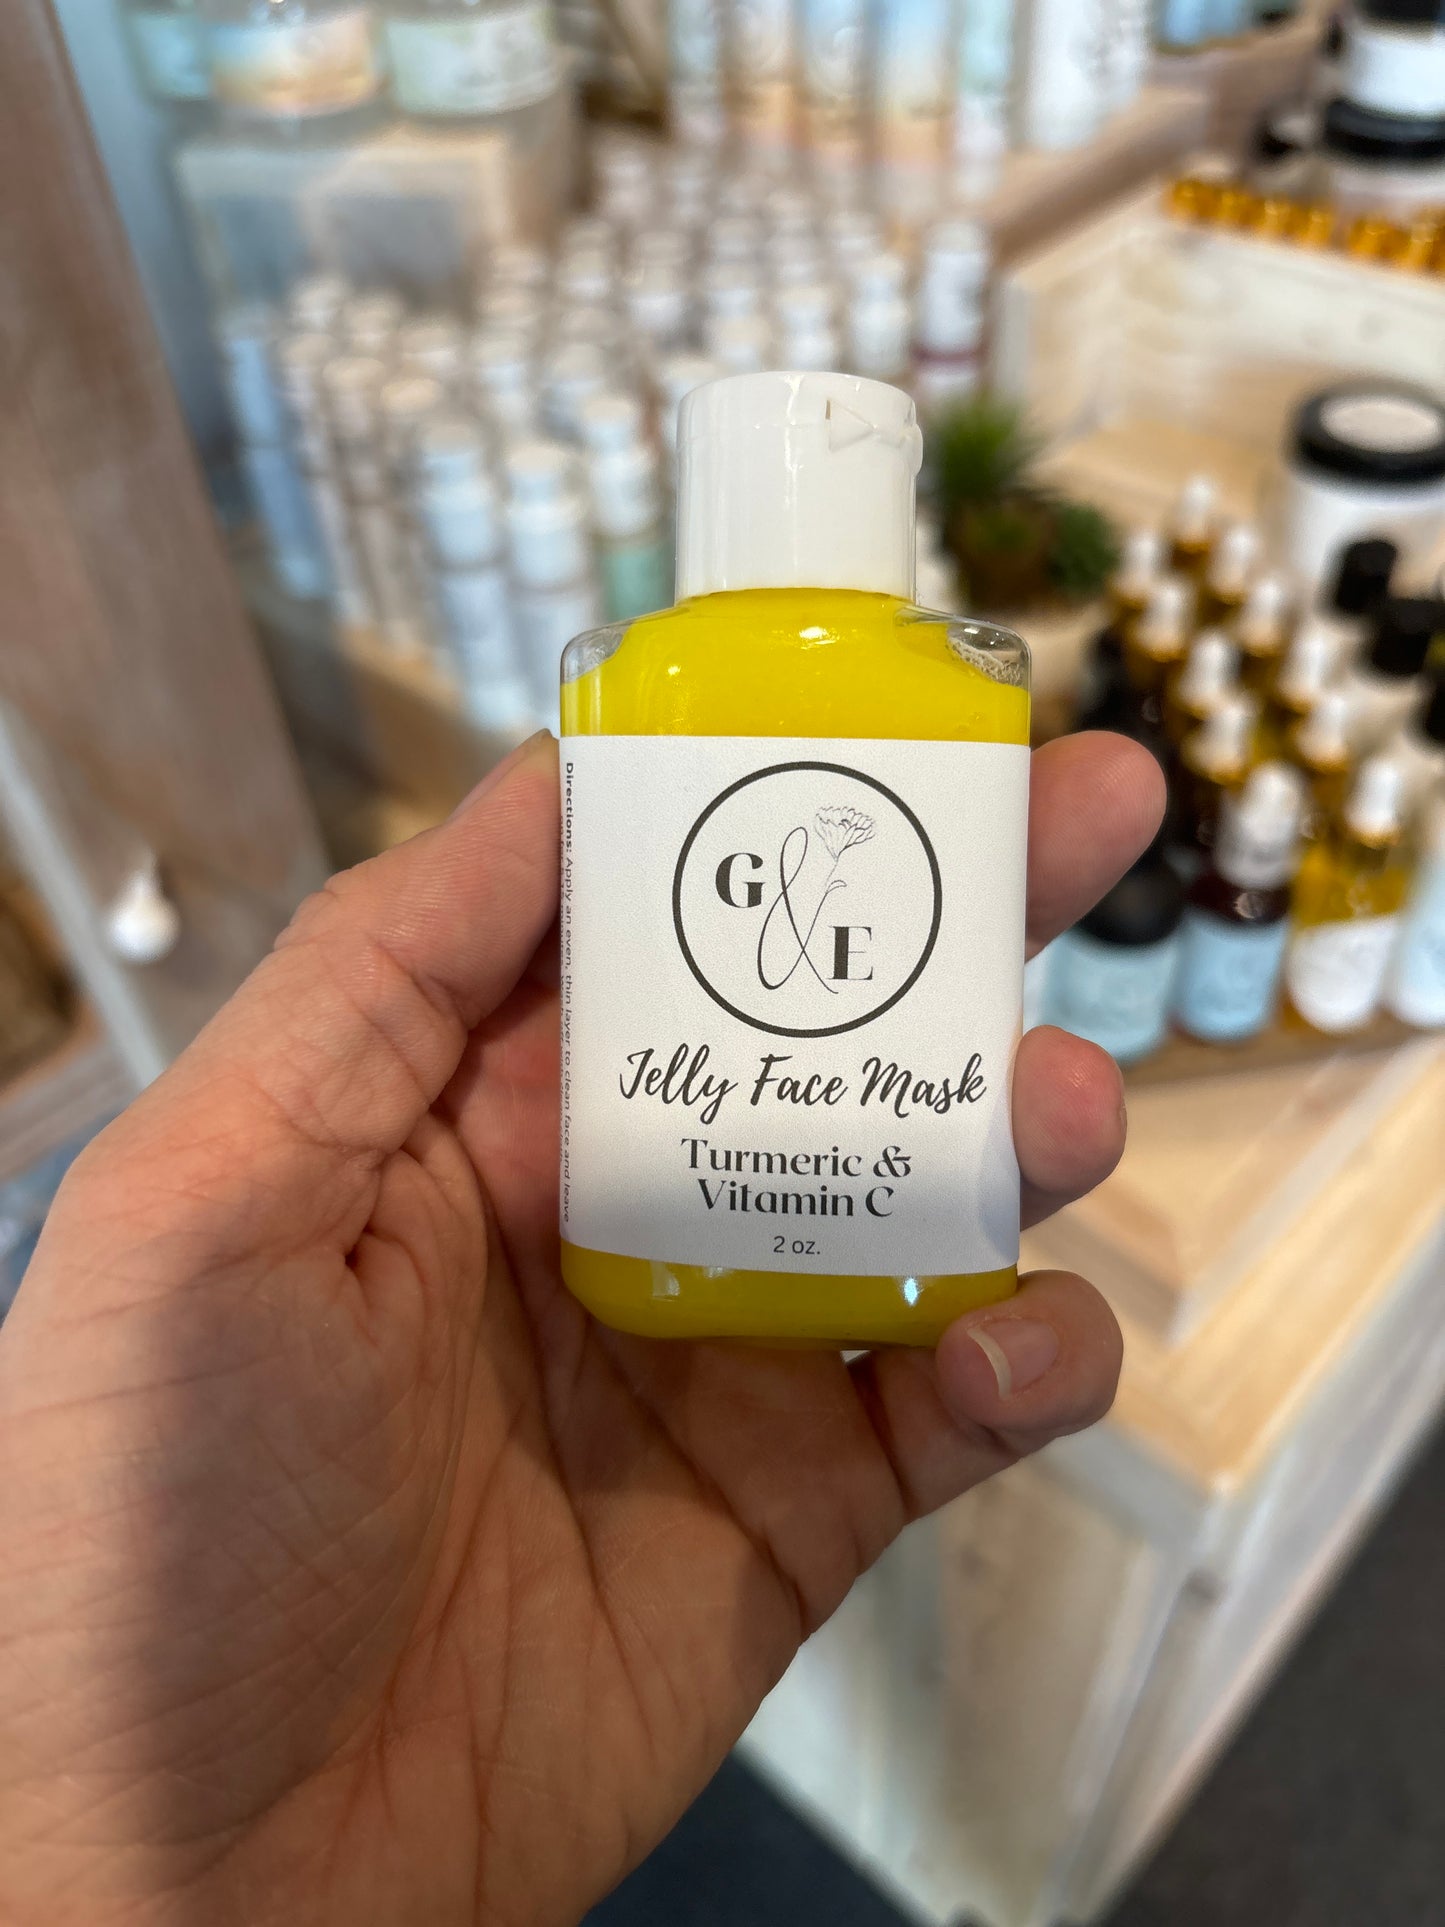 G & E
Jelly Face Mask
Turmeric &
Vitamin C
2 oz.
Directions: Apply an even, thin layer to clean face and leave